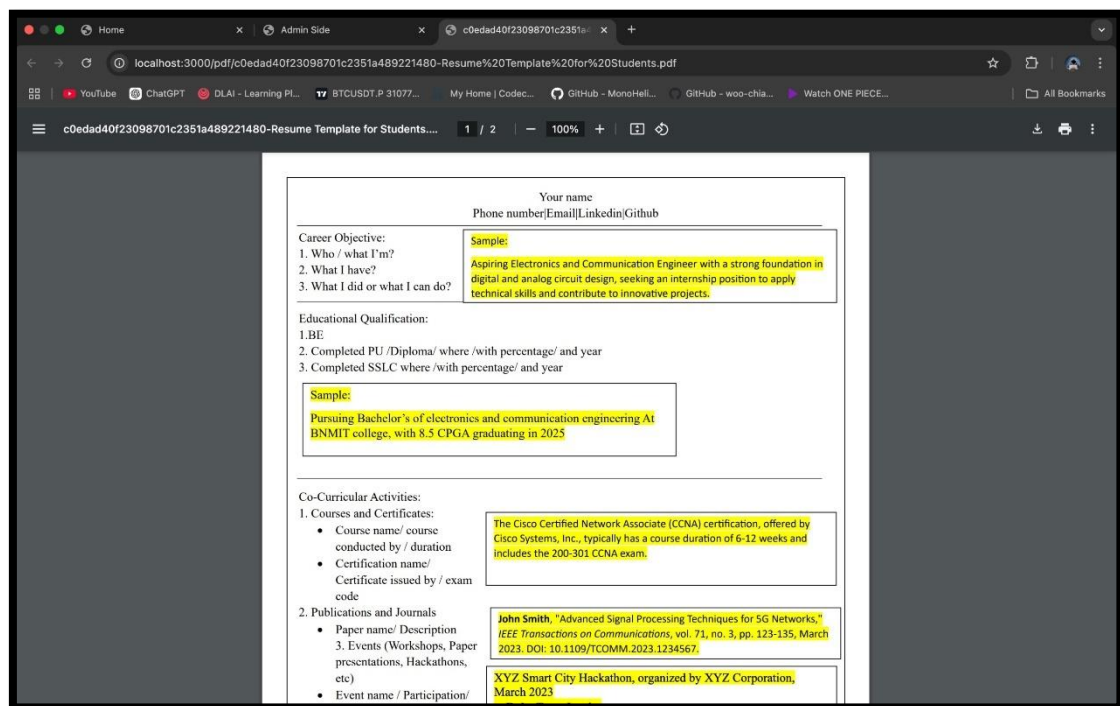 Home
Admin Side
c0edad40f23098701c2351a4
localhost:3000/pdf/c0edad40f23098701c2351a489221480-Resume%20Template%20for%20Students.pdf
YouTube
ChatGPT
DLAI - Learning Pl...
BTCUSDT.P 31077...
My Home | Codec...
GitHub - MonoHeli...
GitHub - woo-chia...
Watch ONE PIECE...
All Bookmarks
c0edad40f23098701c2351a489221480-Resume Template for Students....
1 / 2
100%
Your name
Phone number|Email|Linkedin|Github
Career Objective:
1. Who / what I'm?
2. What I have?
3. What I did or what I can do?
Sample:
Aspiring Electronics and Communication Engineer with a strong foundation in
digital and analog circuit design, seeking an internship position to apply
technical skills and contribute to innovative projects.
Educational Qualification:
1.BE
2. Completed PU /Diploma/ where /with percentage/ and year
3. Completed SSLC where /with percentage/ and year
Sample:
Pursuing Bachelor's of electronics and communication engineering At
BNMIT college, with 8.5 CPGA graduating in 2025
Co-Curricular Activities:
1. Courses and Certificates:
• Course name/ course
conducted by / duration
• Certification name/
Certificate issued by / exam
code
The Cisco Certified Network Associate (CCNA) certification, offered by
Cisco Systems, Inc., typically has a course duration of 6-12 weeks and
includes the 200-301 CCNA exam.
2. Publications and Journals
• Paper name/ Description
3. Events (Workshops, Paper
presentations, Hackathons,
etc)
• Event name / Participation/
John Smith, "Advanced Signal Processing Techniques for 5G Networks,"
IEEE Transactions on Communications, vol. 71, no. 3, pp. 123-135, March
2023. DOI: 10.1109/TCOMM.2023.1234567.
XYZ Smart City Hackathon, organized by XYZ Corporation,
March 2023